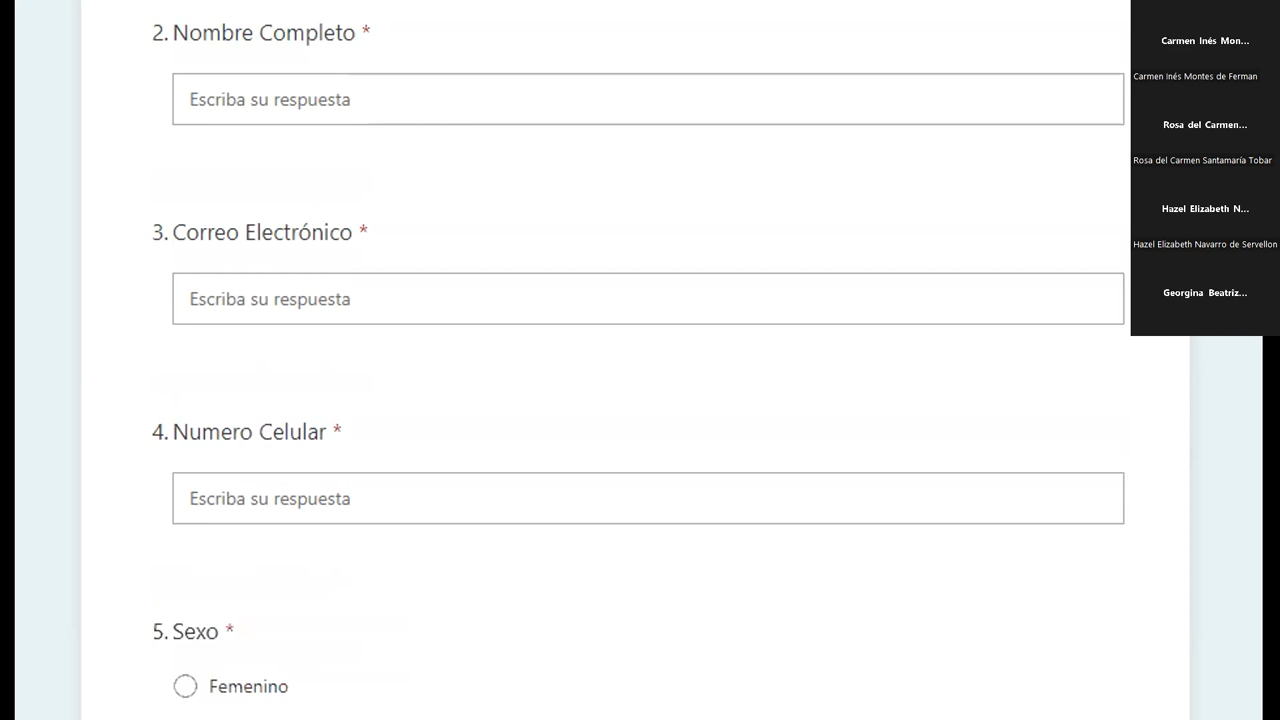 2. Nombre Completo *
Escriba su respuesta
3. Correo Electrónico *
Escriba su respuesta
4. Numero Celular *
Escriba su respuesta
5. Sexo *
Femenino
Carmen Inés Mon...
Carmen Inés Montes de Ferman
Rosa del Carmen...
Rosa del Carmen Santamaría Tobar
Hazel Elizabeth N...
Hazel Elizabeth Navarro de Servellon
Georgina Beatriz...